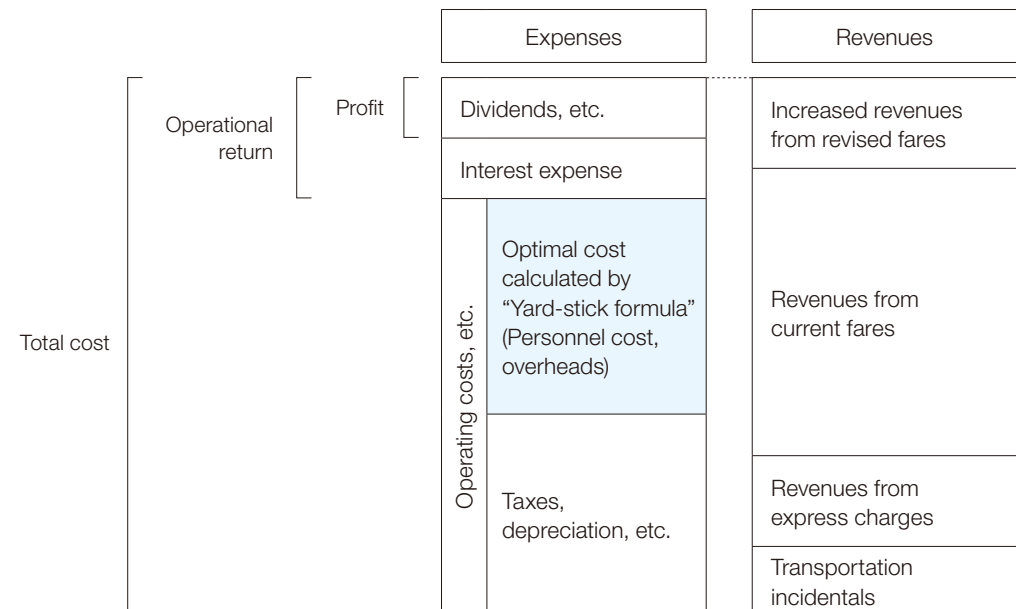 Expenses
Revenues
Total cost
Operational
return
Profit
Dividends, etc.
Interest expense
Operating costs, etc.
Optimal cost
calculated by
“Yard-stick formula”
(Personnel cost,
overheads)
Taxes,
depreciation, etc.
Increased revenues
from revised fares
Revenues from
current fares
Revenues from
express charges
Transportation
incidentals